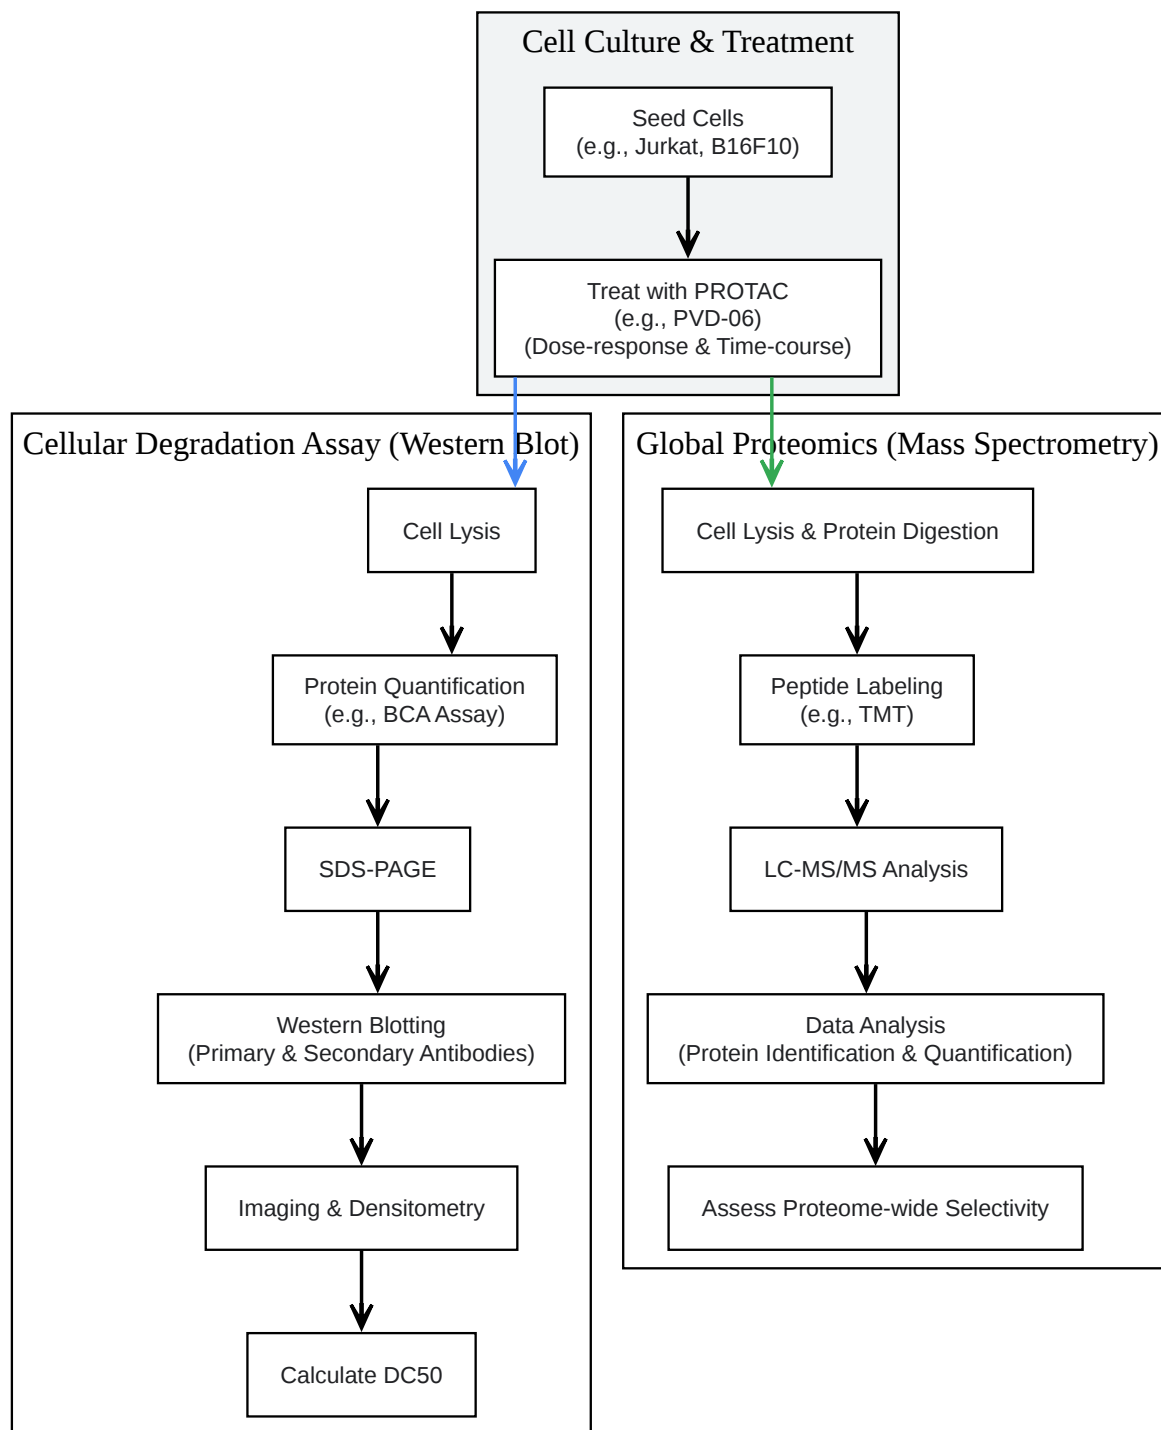 Cell Culture & Treatment
Seed Cells
(e.g., Jurkat, B16F10)
Treat with PROTAC
(e.g., PVD-06)
(Dose-response & Time-course)
Cellular Degradation Assay (Western Blot)
Cell Lysis
Protein Quantification
(e.g., BCA Assay)
SDS-PAGE
Western Blotting
(Primary & Secondary Antibodies)
Imaging & Densitometry
Calculate DC50
Global Proteomics (Mass Spectrometry)
Cell Lysis & Protein Digestion
Peptide Labeling
(e.g., TMT)
LC-MS/MS Analysis
Data Analysis
(Protein Identification & Quantification)
Assess Proteome-wide Selectivity